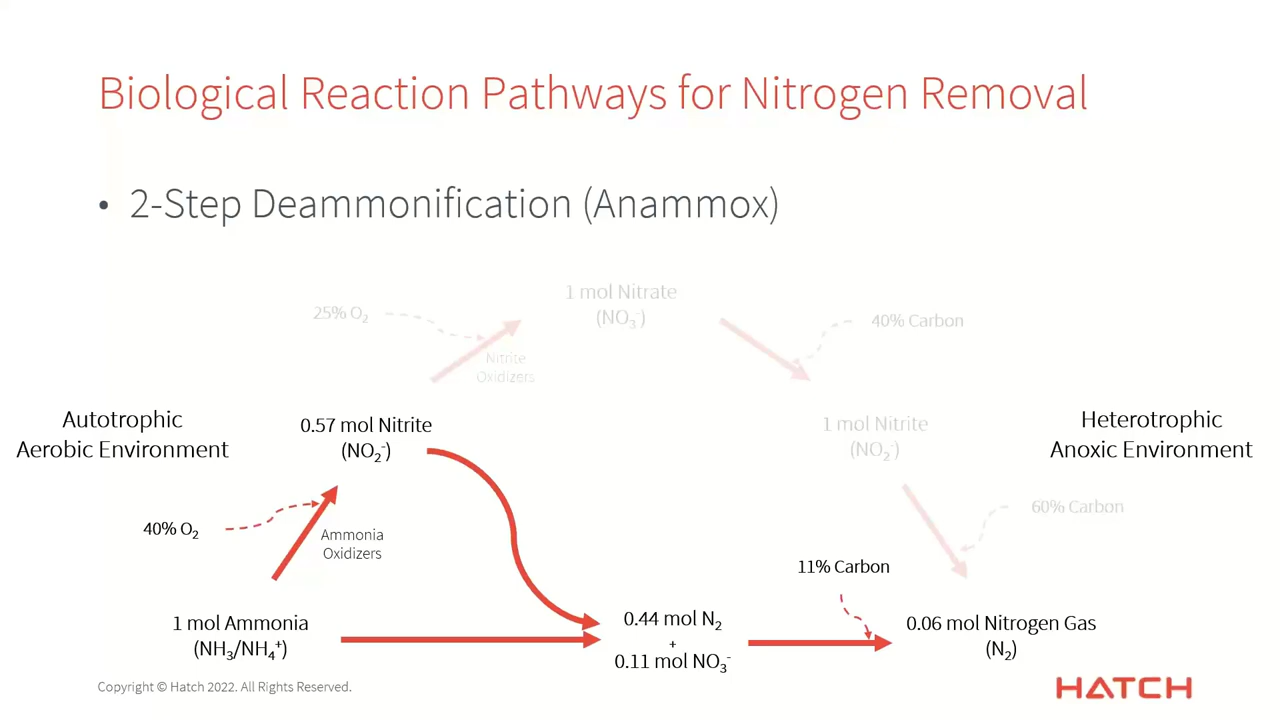 Biological Reaction Pathways for Nitrogen Removal
• 2-Step Deammonification (Anammox)
1 mol Nitrate
(NO₃⁻)
25% O₂
40% Carbon
Nitrite
Oxidizers
Autotrophic
Aerobic Environment
0.57 mol Nitrite
(NO₂⁻)
1 mol Nitrite
(NO₂⁻)
Heterotrophic
Anoxic Environment
40% O₂
Ammonia
Oxidizers
60% Carbon
11% Carbon
1 mol Ammonia
(NH₃/NH₄⁺)
0.44 mol N₂
+
0.11 mol NO₃⁻
0.06 mol Nitrogen Gas
(N₂)
Copyright © Hatch 2022. All Rights Reserved.
HATCH